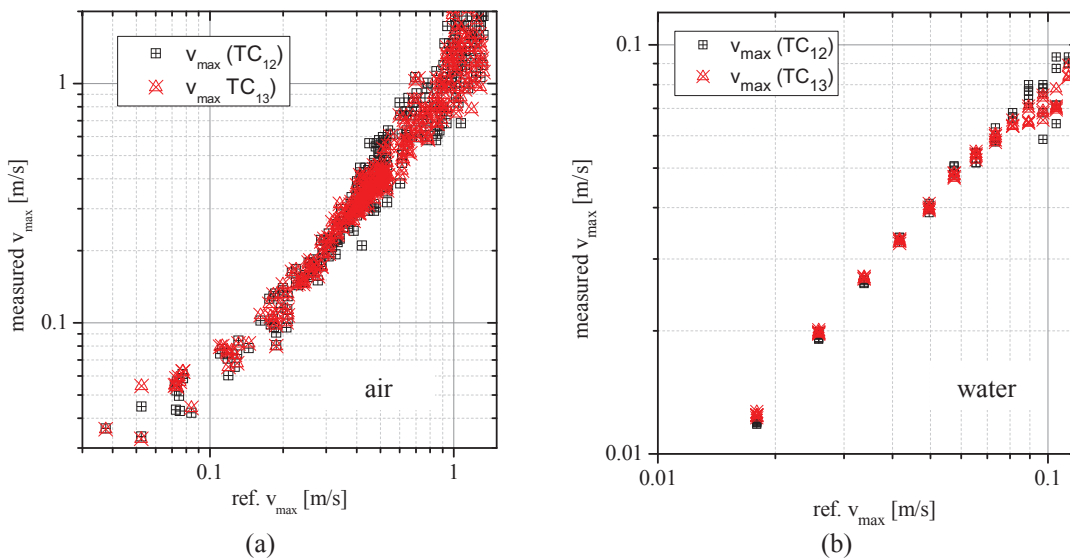 v_max (TC_12)
v_max TC_13)
1
0.1
measured v_max [m/s]
air
0.1
1
ref. v_max [m/s]
(a)
v_max (TC_12)
v_max (TC_13)
0.1
0.01
measured v_max [m/s]
water
0.01
0.1
ref. v_max [m/s]
(b)